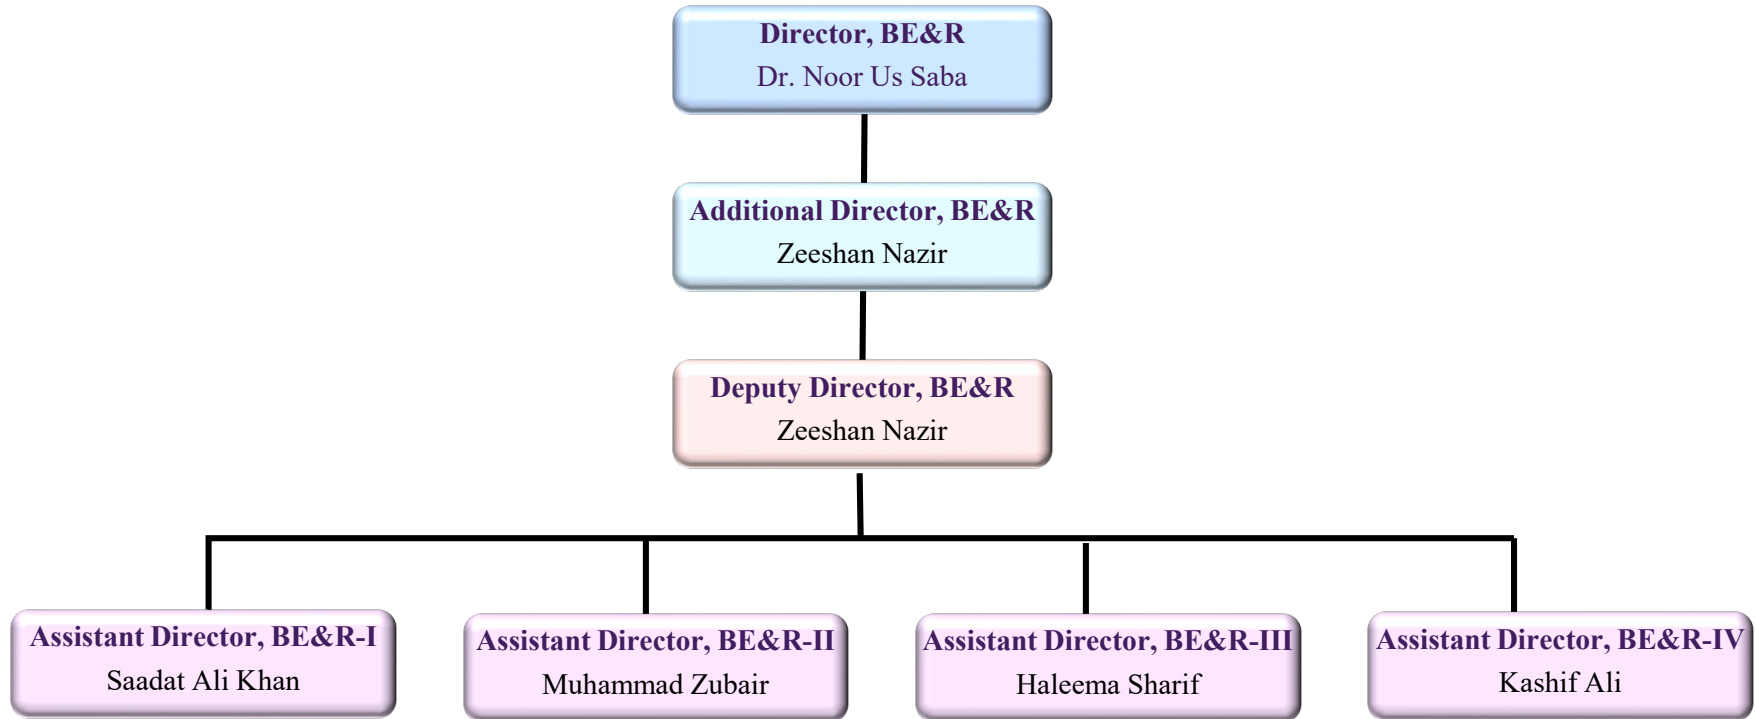 Director, BE&R
Dr. Noor Us Saba
Additional Director, BE&R
Zeeshan Nazir
Deputy Director, BE&R
Zeeshan Nazir
Assistant Director, BE&R-I
Saadat Ali Khan
Assistant Director, BE&R-II
Muhammad Zubair
Assistant Director, BE&R-III
Haleema Sharif
Assistant Director, BE&R-IV
Kashif Ali